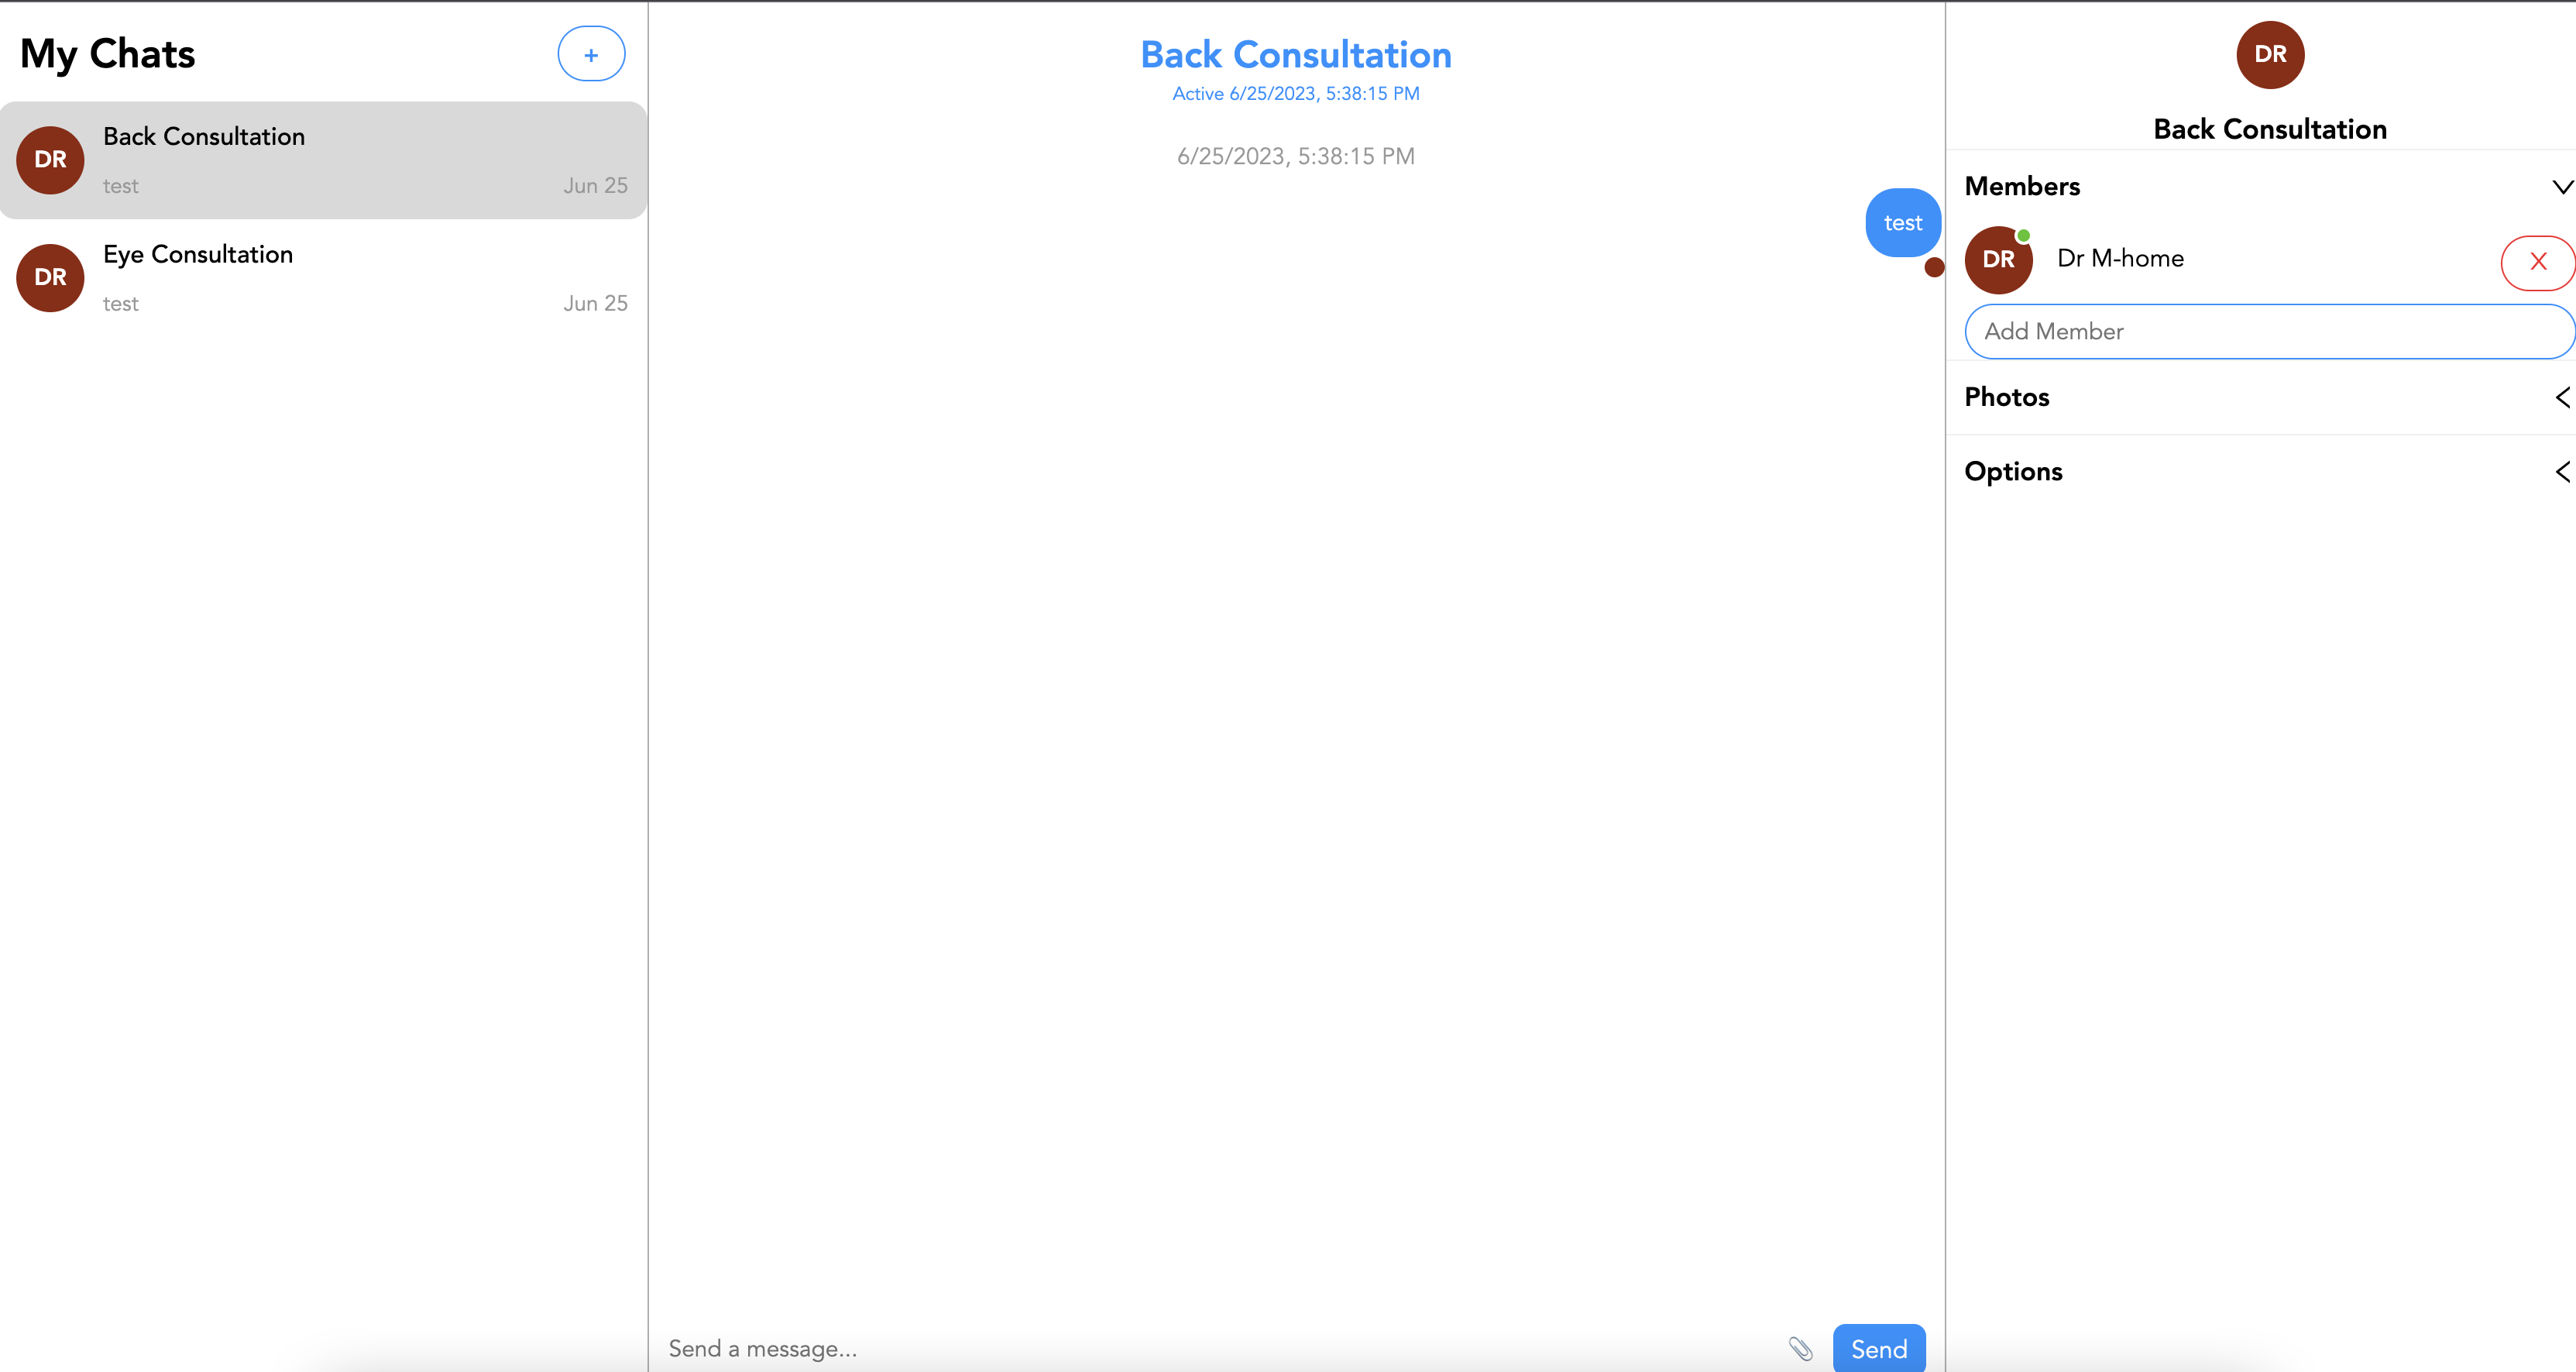 My Chats
+
DR
Back Consultation
test
Jun 25
DR
Eye Consultation
test
Jun 25
Back Consultation
Active 6/25/2023, 5:38:15 PM
6/25/2023, 5:38:15 PM
test
Send a message...
Send
DR
Back Consultation
Members
DR
Dr M-home
X
Add Member
Photos
Options